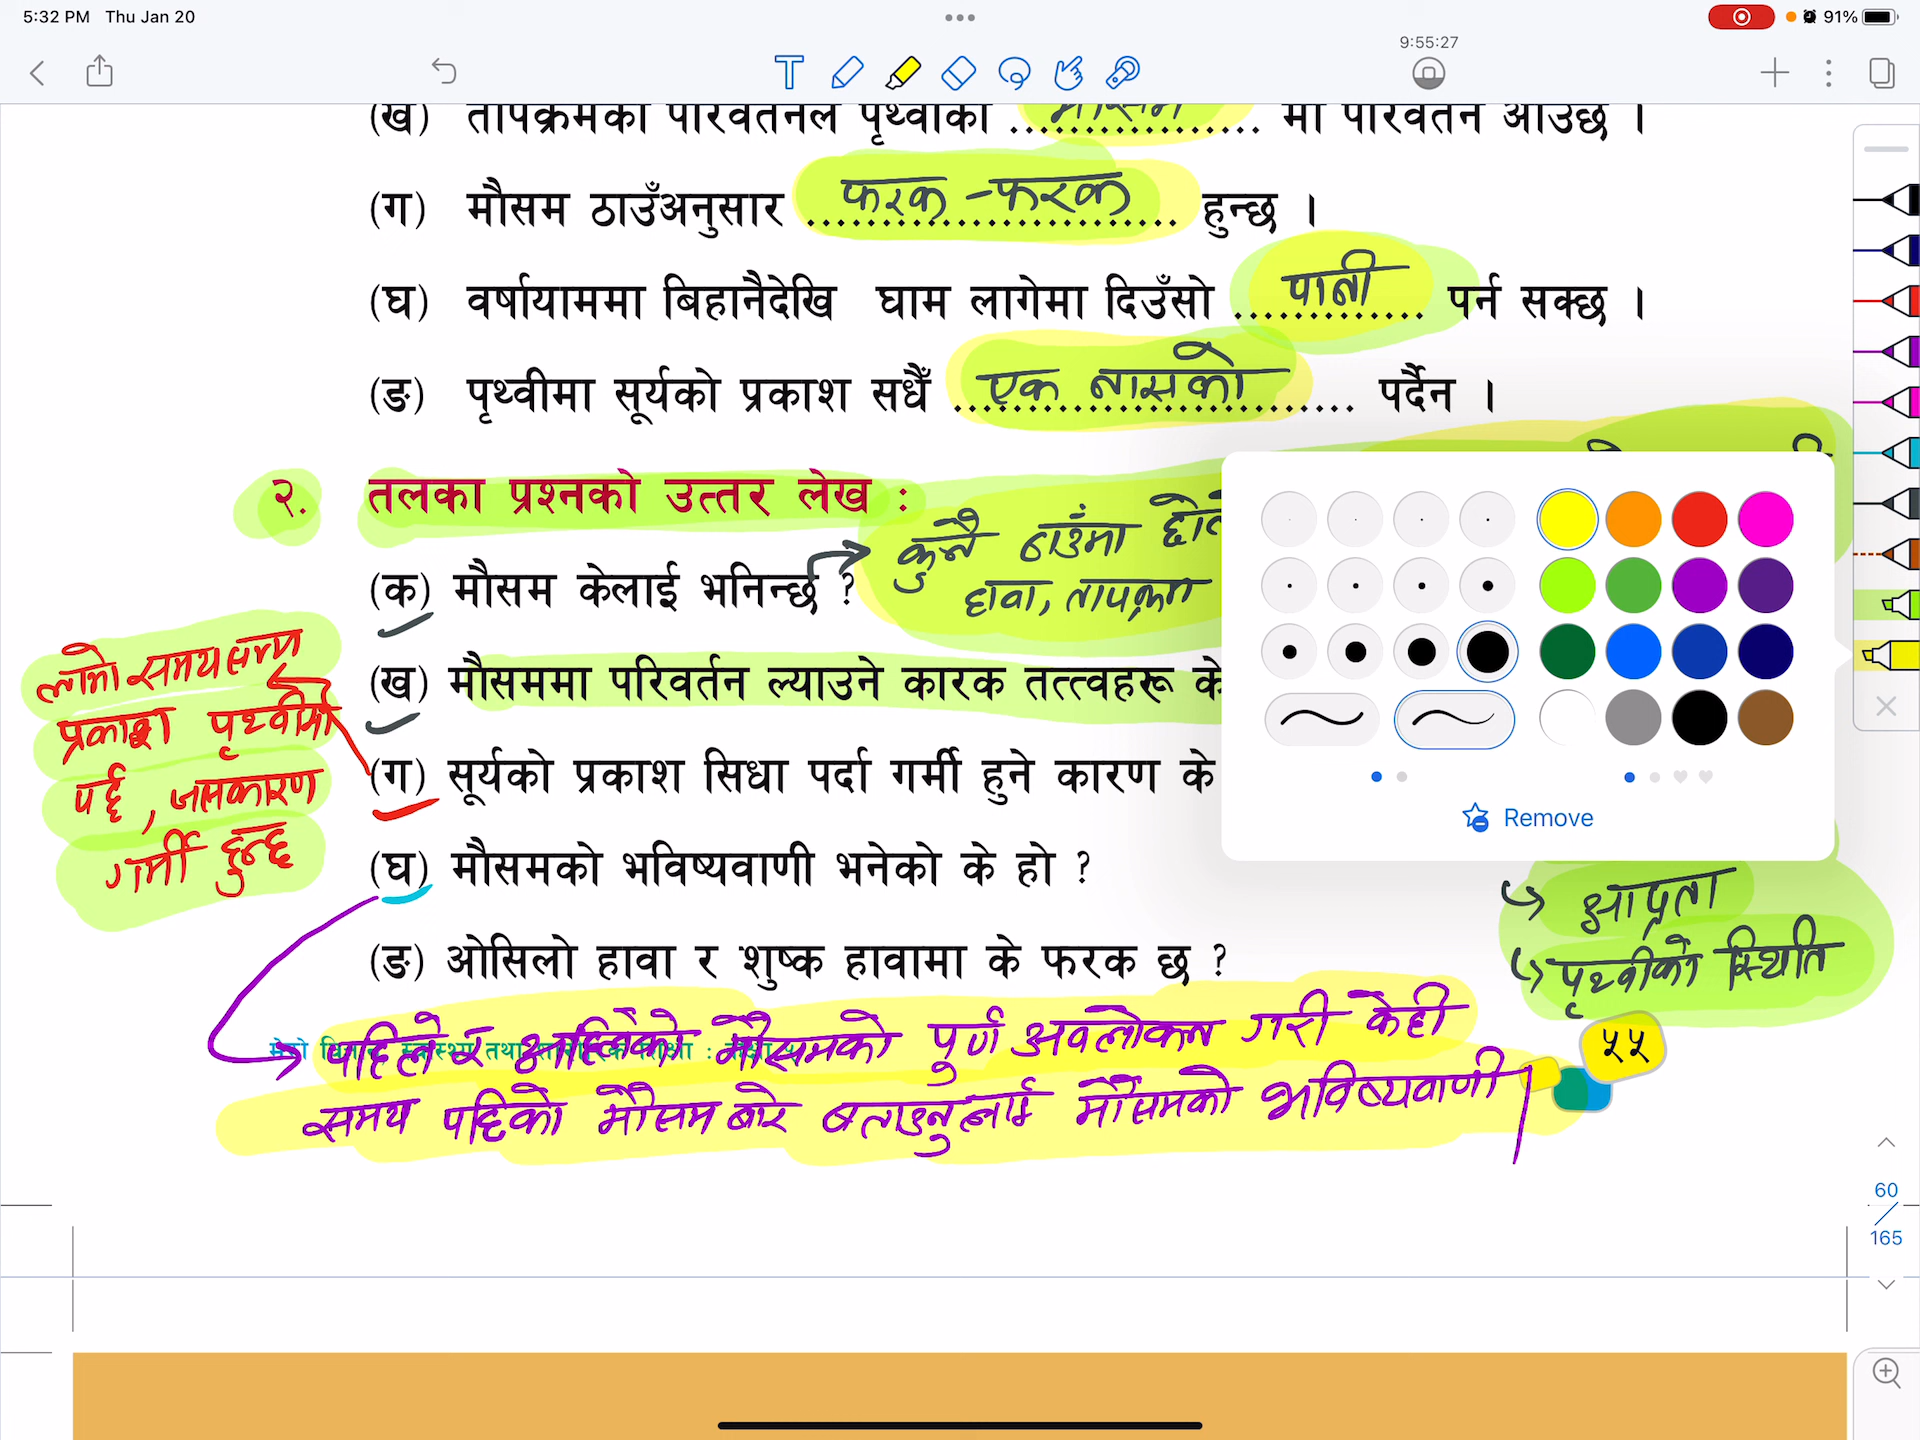 5:32 PM Thu Jan 20
91%
9:55:27
(ख) तापक्रमको परिवर्तनले पृथ्वीको .......... मा परिवर्तन आउँछ ।
(ग) मौसम ठाउँअनुसार फरक-फरक हुन्छ ।
(घ) वर्षायाममा बिहानैदेखि घाम लागेमा दिउँसो पानी पर्न सक्छ ।
(ङ) पृथ्वीमा सूर्यको प्रकाश सधैँ एक नासको पर्दैन ।
२. तलका प्रश्नको उत्तर लेख :
कुनै ठाउँमा
(क) मौसम केलाई भनिन्छ ?
हावा, तापक्रम
(ख) मौसममा परिवर्तन ल्याउने कारक तत्त्वहरू के
लामो समय सम्म
प्रकाश पृथ्वीमा
पर्छ, जसकारण
गर्मी हुन्छ
(ग) सूर्यको प्रकाश सिधा पर्दा गर्मी हुने कारण के
Remove
(घ) मौसमको भविष्यवाणी भनेको के हो ?
आद्रता
पृथ्वीको स्थिति
(ङ) ओसिलो हावा र शुष्क हावामा के फरक छ ?
५५
पहिले र अहिलेको मौसमको पुर्ण अवलोकन गरी केही
समय पछिको मौसम बारे बताउनुलाई मौसमको भविष्यवाणी
60
165